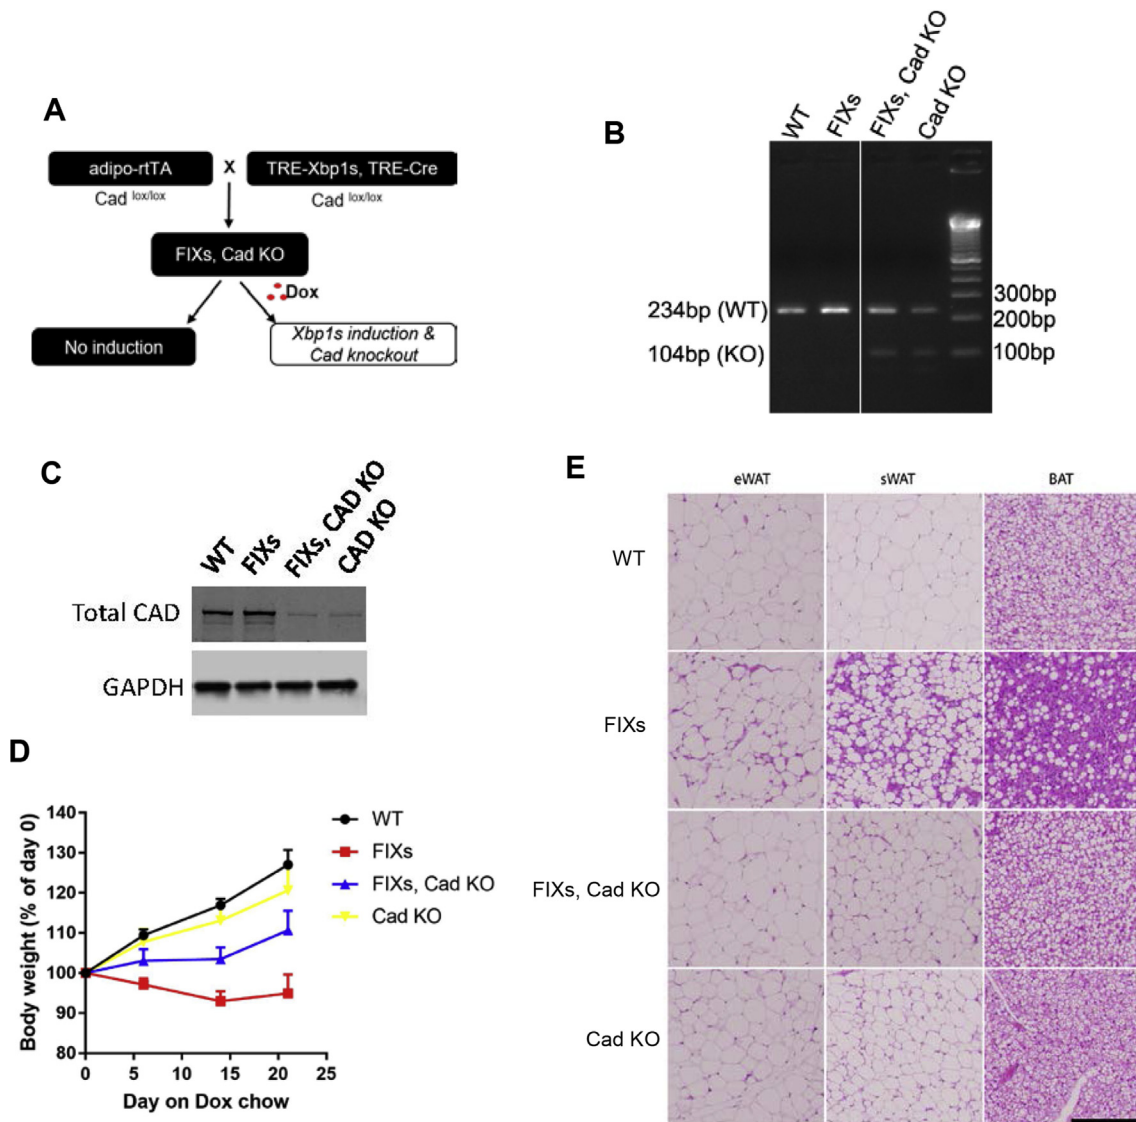 A
adipo-rtTA X TRE-Xbp1s, TRE-Cre
Cad lox/lox Cad lox/lox
FIXs, Cad KO
Dox
No induction
Xbp1s induction &
Cad knockout
B
WT FIXs FIXs, Cad KO Cad KO
234bp (WT)
104bp (KO)
300bp
200bp
100bp
C
WT FIXs FIXs, CAD KO CAD KO
Total CAD
GAPDH
D
Body weight (% of day 0)
140
130
120
110
100
90
80
0 5 10 15 20 25
Day on Dox chow
WT
FIXs
FIXs, Cad KO
Cad KO
E
eWAT sWAT BAT
WT
FIXs
FIXs, Cad KO
Cad KO